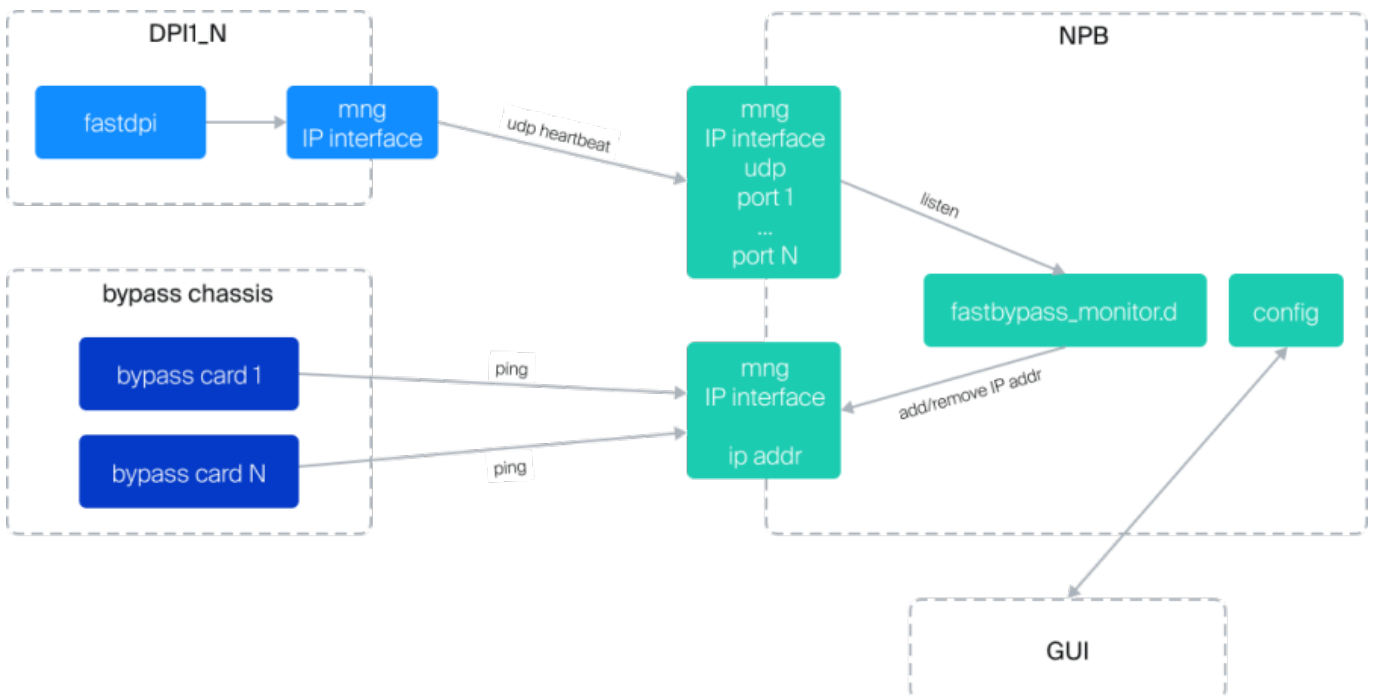 DPI1_N
fastdpi
mng
IP interface
udp heartbeat
NPB
mng
IP interface
udp
port 1
...
port N
listen
fastbypass_monitor.d
config
bypass chassis
bypass card 1
bypass card N
ping
ping
mng
IP interface
ip addr
add/remove IP addr
GUI